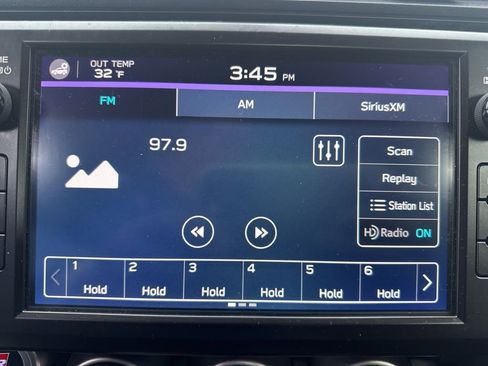 OUT TEMP
32 °F
3:45 PM
FM
AM
SiriusXM
97.9
Scan
Replay
Station List
HD Radio ON
1 2 3 4 5 6
Hold Hold Hold Hold Hold Hold